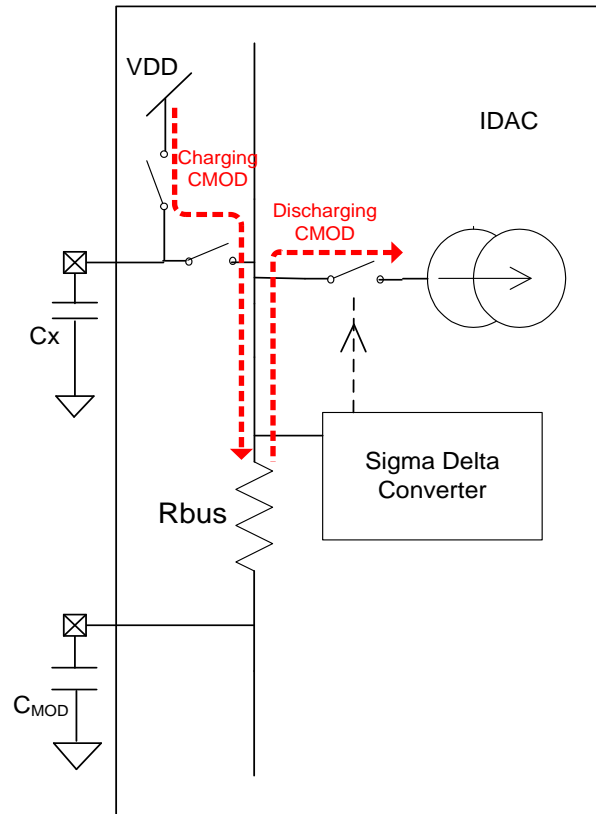 VDD
IDAC
Charging
CMOD
Discharging
CMOD
Cx
Sigma Delta
Converter
Rbus
CMOD